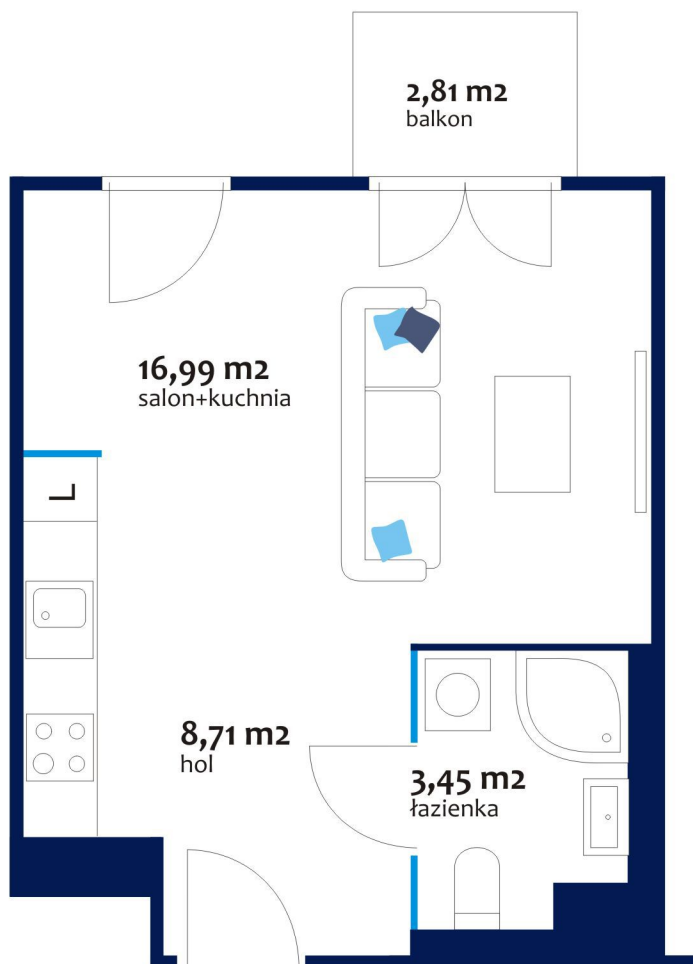 2,81 m2
balkon
16,99 m2
salon+kuchnia
L
8,71 m2
hol
3,45 m2
łazienka